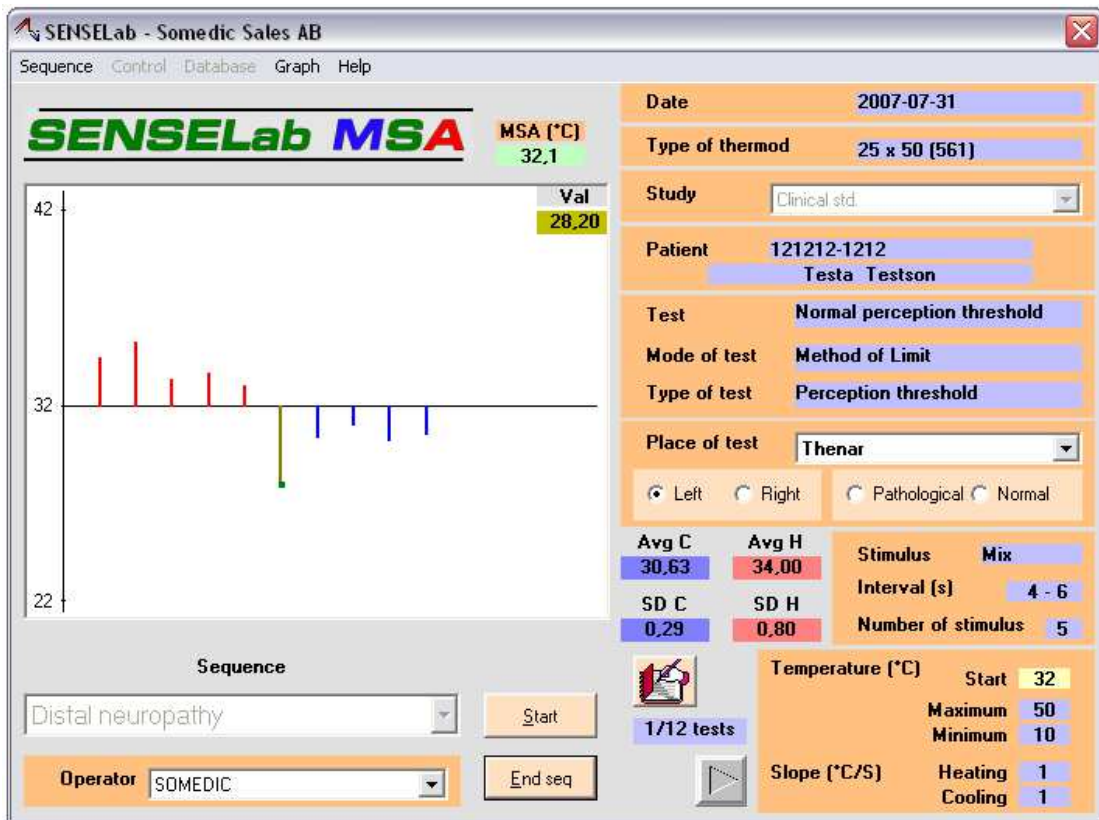 SENSELab - Somedic Sales AB
Sequence Control Database Graph Help
SENSELab MSA
MSA (°C)
32,1
Val
28,20
42
32
22
Date 2007-07-31
Type of thermod 25 x 50 (561)
Study Clinical std.
Patient 121212-1212
Testa Testson
Test Normal perception threshold
Mode of test Method of Limit
Type of test Perception threshold
Place of test Thenar
Left Right Pathological Normal
Avg C Avg H
30,63 34,00
SD C SD H
0,29 0,80
Stimulus Mix
Interval (s) 4 - 6
Number of stimulus 5
Sequence
Distal neuropathy
Start
Operator SOMEDIC
End seq
1/12 tests
Temperature (°C) Start 32
Maximum 50
Minimum 10
Slope (°C/S) Heating 1
Cooling 1